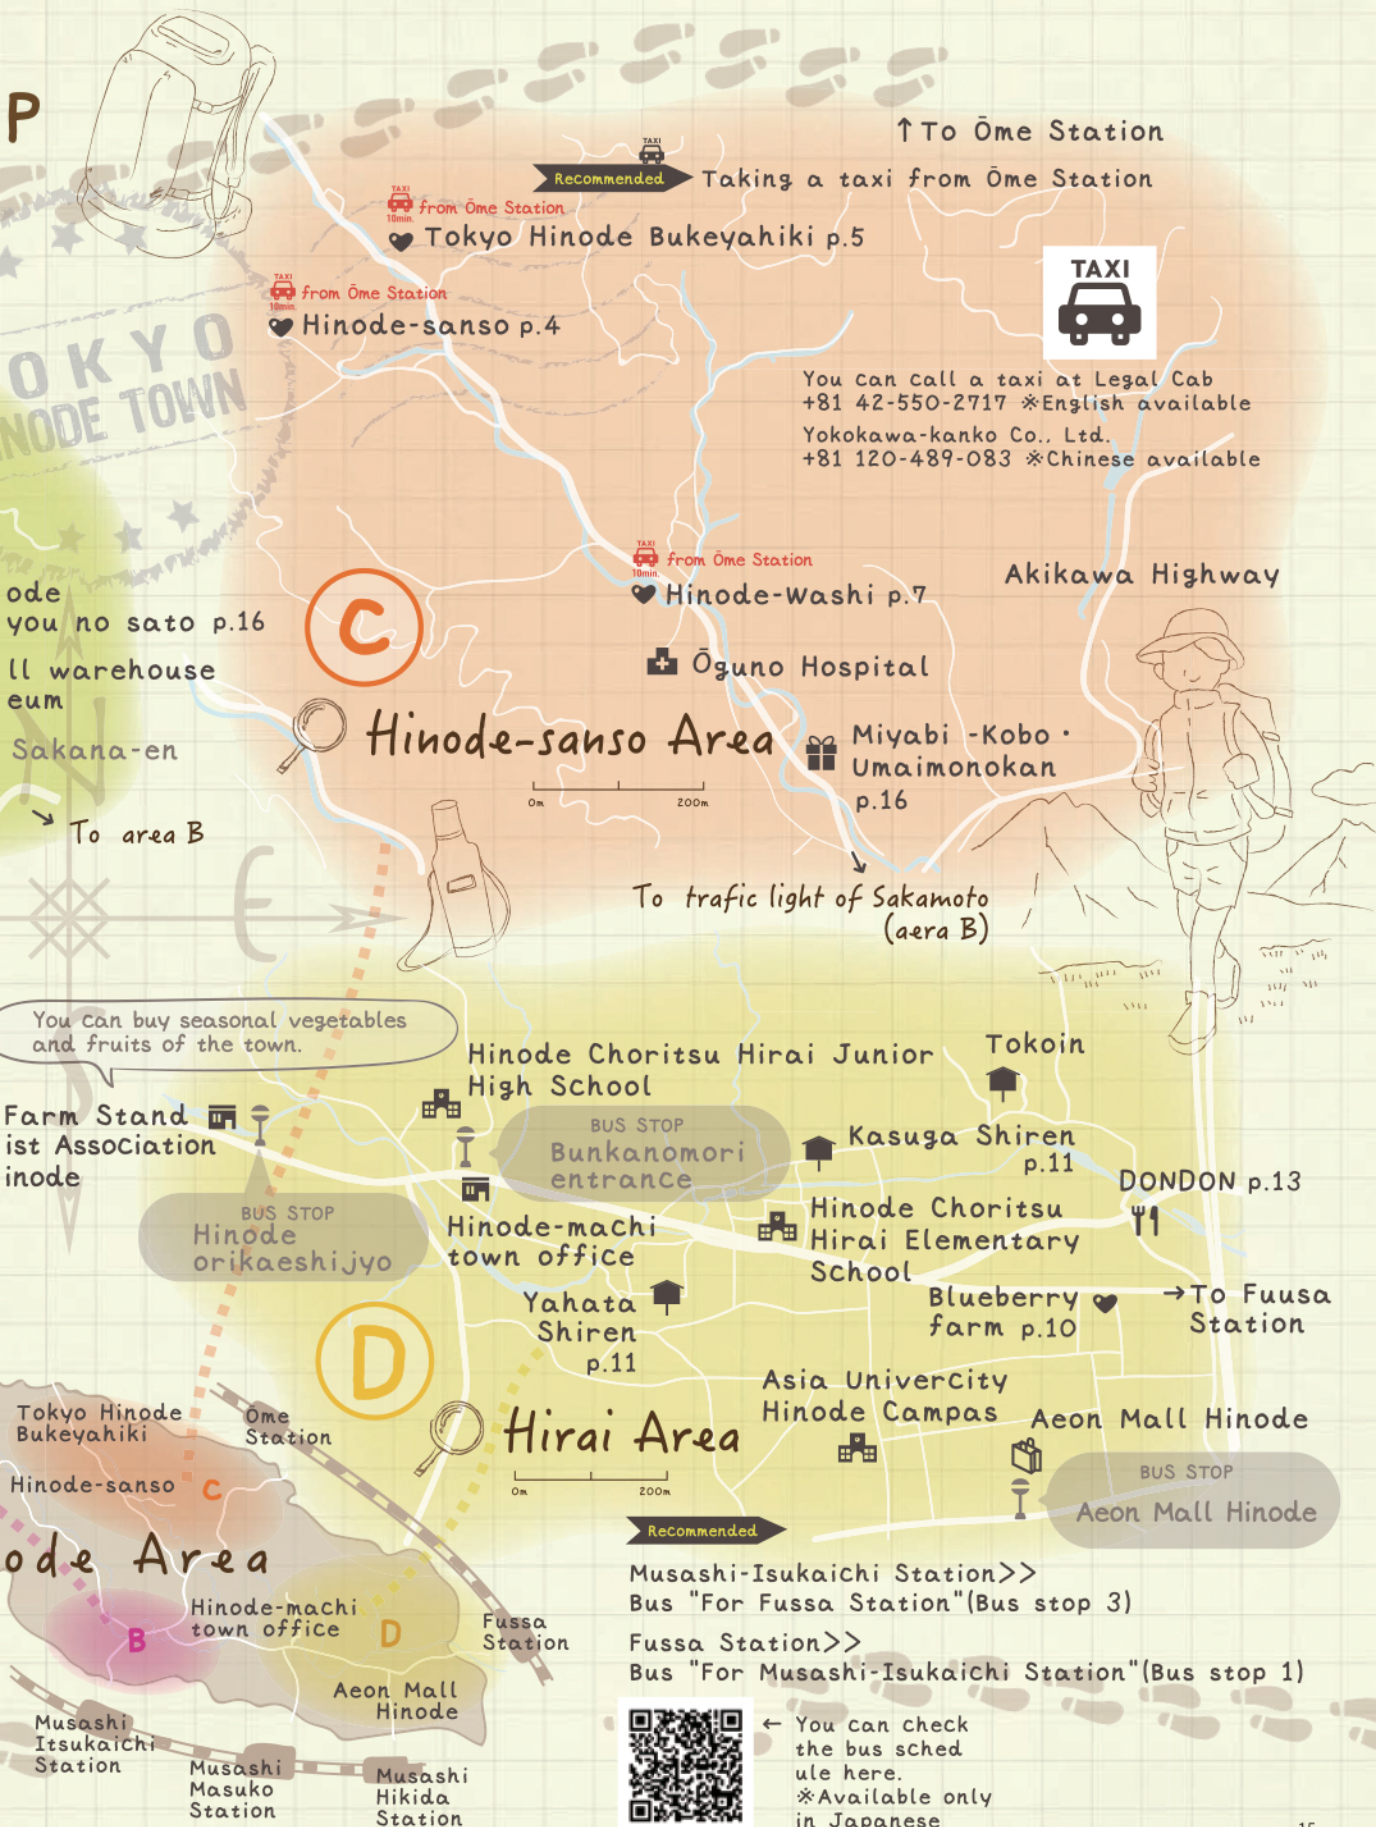 P
↑To Ōme Station
TAXI
Recommended
Taking a taxi from Ōme Station
TAXI
10min.
from Ōme Station
Tokyo Hinode Bukeyahiki p.5
TAXI
10min.
from Ōme Station
Hinode-sanso p.4
TAXI
OKYO
NODE TOWN
You can call a taxi at Legal Cab
+81 42-550-2717 ※English available
Yokokawa-kanko Co., Ltd.
+81 120-489-083 ※Chinese available
TAXI
10min.
from Ōme Station
Hinode-Washi p.7
Akikawa Highway
ode
you no sato p.16
ll warehouse
eum
Sakana-en
N
To area B
C
Ōguno Hospital
Hinode-sanso Area
0m 200m
Miyabi -Kobo・
Umaimonokan
p.16
To trafic light of Sakamoto
(aera B)
E
S
You can buy seasonal vegetables
and fruits of the town.
Farm Stand
ist Association
inode
BUS STOP
Hinode
orikaeshijyo
Hinode Choritsu Hirai Junior
High School
BUS STOP
Bunkanomori
entrance
Hinode-machi
town office
Tokoin
Kasuga Shiren
p.11
DONDON p.13
Hinode Choritsu
Hirai Elementary
School
Yahata
Shiren
p.11
Blueberry
farm p.10
→To Fuusa
Station
D
Hirai Area
0m 200m
Asia Univercity
Hinode Campas
Aeon Mall Hinode
BUS STOP
Aeon Mall Hinode
Tokyo Hinode
Bukeyahiki
Ōme
Station
Hinode-sanso
C
ode Area
B
Hinode-machi
town office
D
Fussa
Station
Aeon Mall
Hinode
Musashi
Itsukaichi
Station
Musashi
Masuko
Station
Musashi
Hikida
Station
Recommended
Musashi-Isukaichi Station>>
Bus "For Fussa Station"(Bus stop 3)
Fussa Station>>
Bus "For Musashi-Isukaichi Station"(Bus stop 1)
← You can check
the bus sched
ule here.
※Available only
in Japanese
15